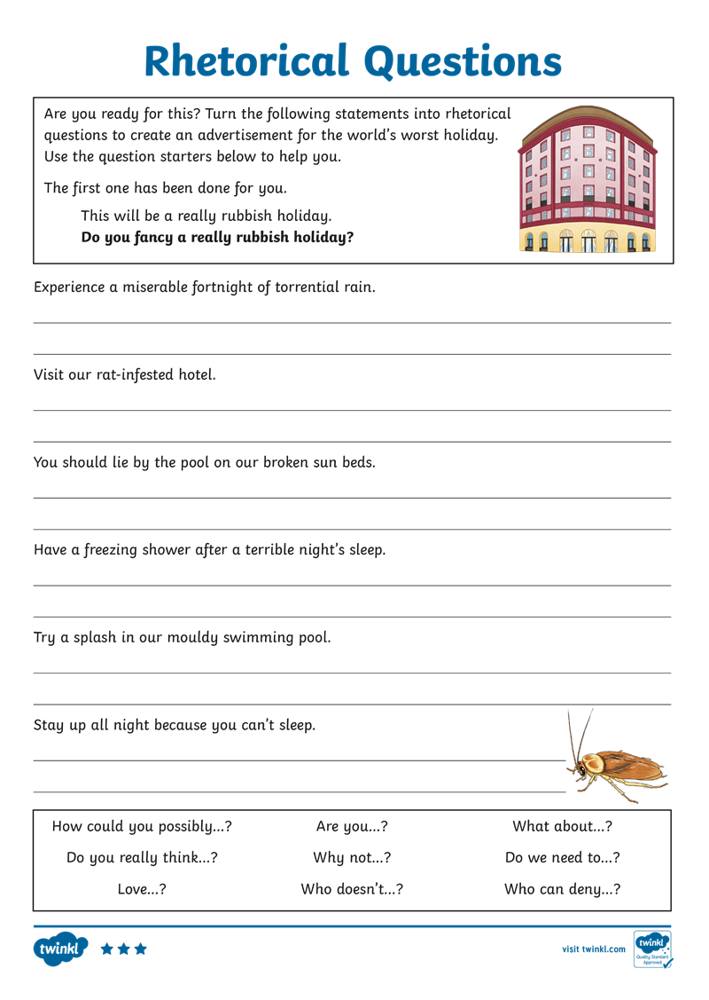 Rhetorical Questions
Are you ready for this? Turn the following statements into rhetorical
questions to create an advertisement for the world's worst holiday.
Use the question starters below to help you.
The first one has been done for you.
This will be a really rubbish holiday.
Do you fancy a really rubbish holiday?
Experience a miserable fortnight of torrential rain.
Visit our rat-infested hotel.
You should lie by the pool on our broken sun beds.
Have a freezing shower after a terrible night's sleep.
Try a splash in our mouldy swimming pool.
Stay up all night because you can't sleep.
How could you possibly...? Are you...? What about...?
Do you really think...? Why not...? Do we need to...?
Love...? Who doesn't...? Who can deny...?
twinkl visit twinkl.com twinkl
Quality Standard
Approved